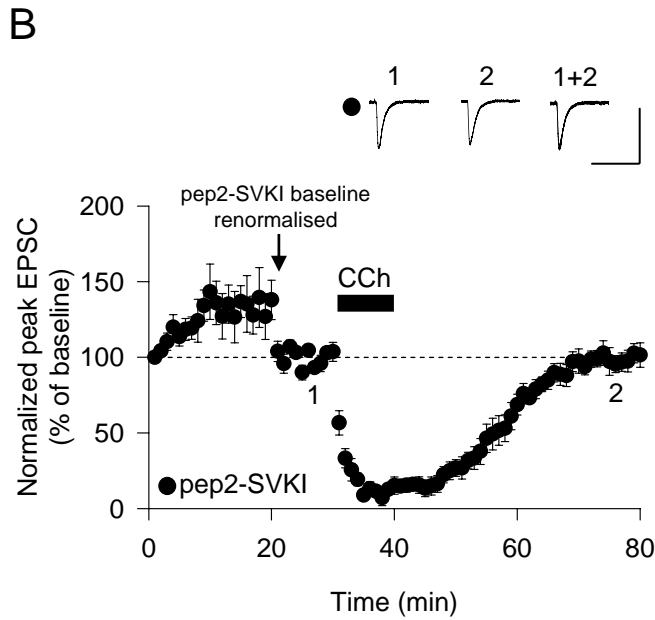 B
1 2 1+2
pep2-SVKI baseline
renormalised
CCh
Normalized peak EPSC
(% of baseline)
200
150
100
50
0
1
2
pep2-SVKI
0 20 40 60 80
Time (min)